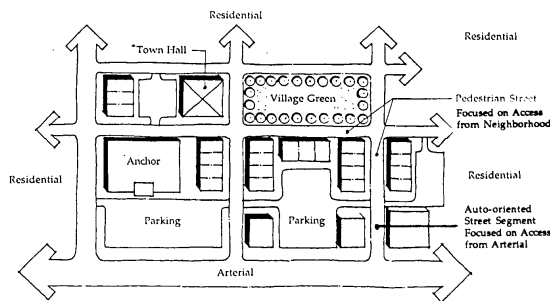 Residential
Residential
*Town Hall
Village Green
Pedestrian Street
Focused on Access
from Neighborhood
Anchor
Residential
Residential
Parking
Parking
Auto-oriented
Street Segment
Focused on Access
from Arterial
Arterial